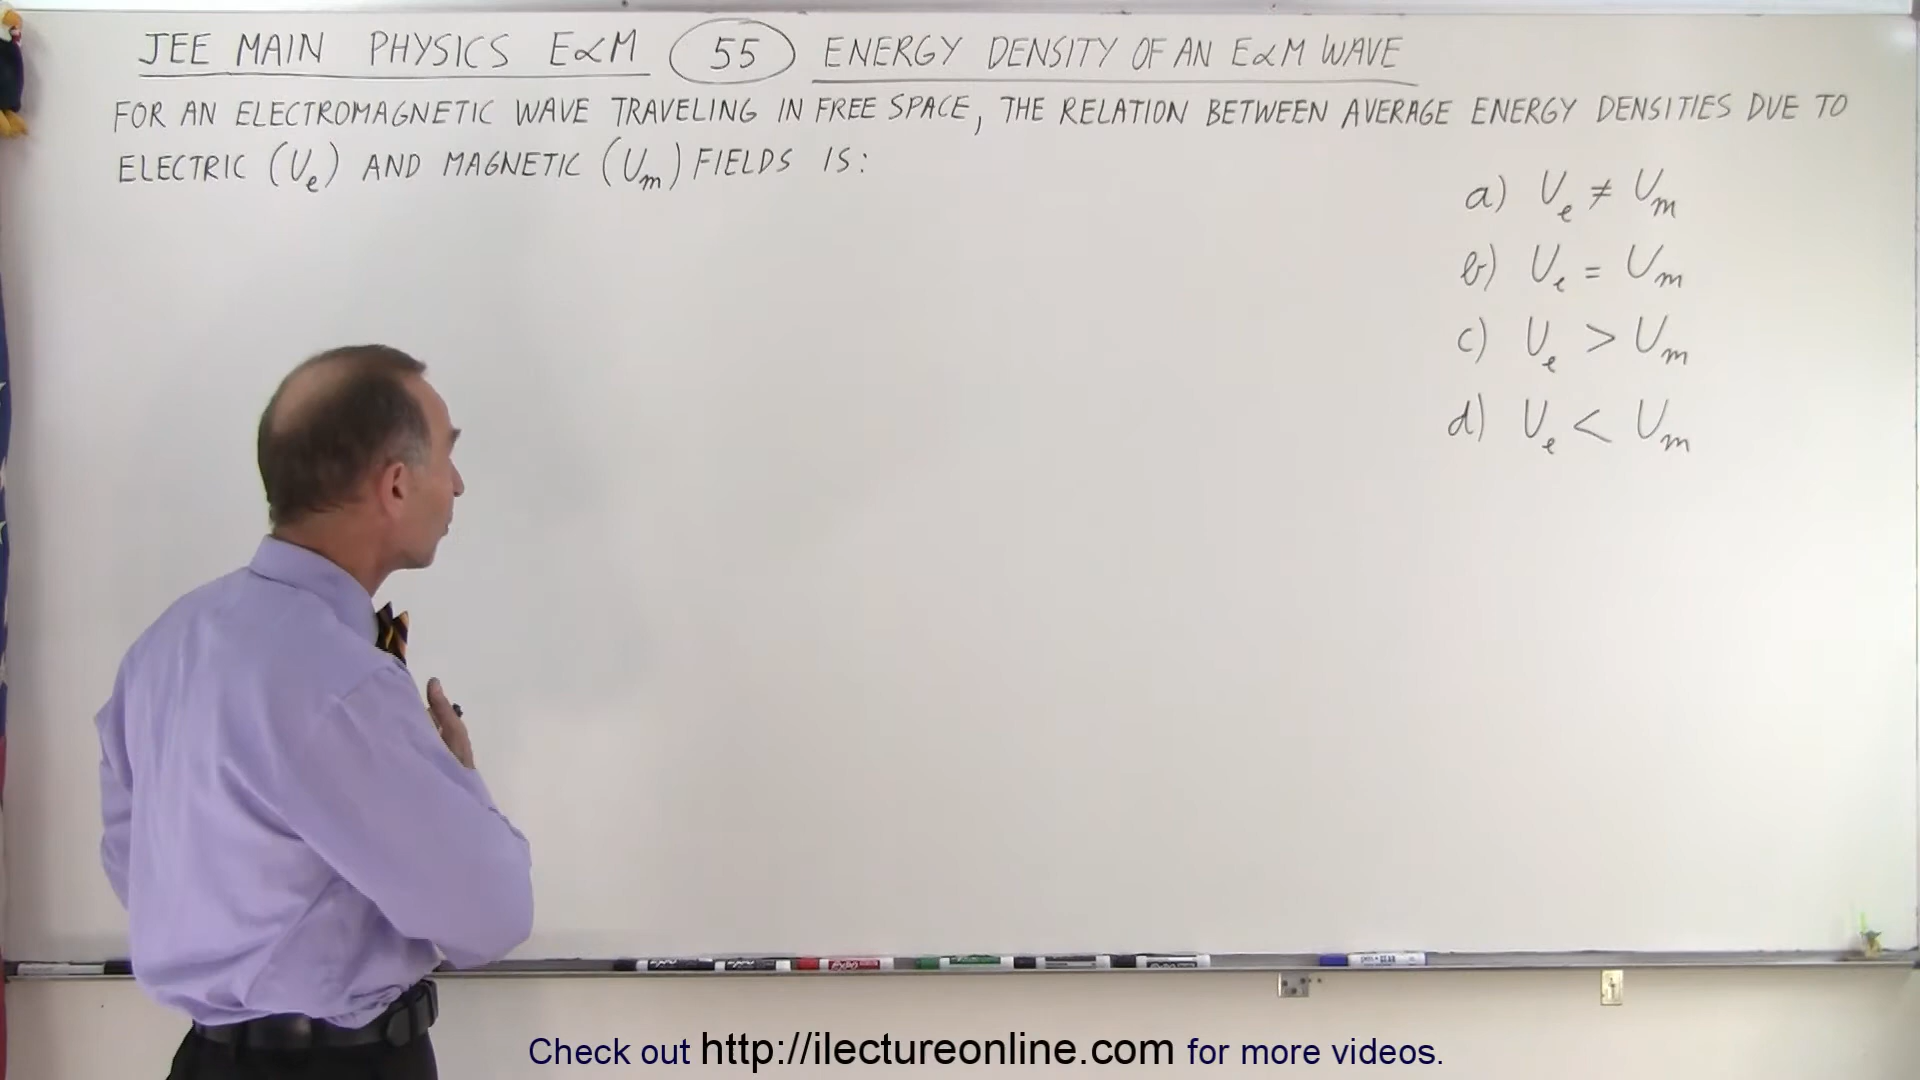 JEE MAIN PHYSICS E&M 55 ENERGY DENSITY OF AN E&M WAVE
FOR AN ELECTROMAGNETIC WAVE TRAVELING IN FREE SPACE, THE RELATION BETWEEN AVERAGE ENERGY DENSITIES DUE TO
ELECTRIC (Ue) AND MAGNETIC (Um) FIELDS IS:
a) Ue ≠ Um
b) Ue = Um
c) Ue > Um
d) Ue < Um
Check out http://ilectureonline.com for more videos.